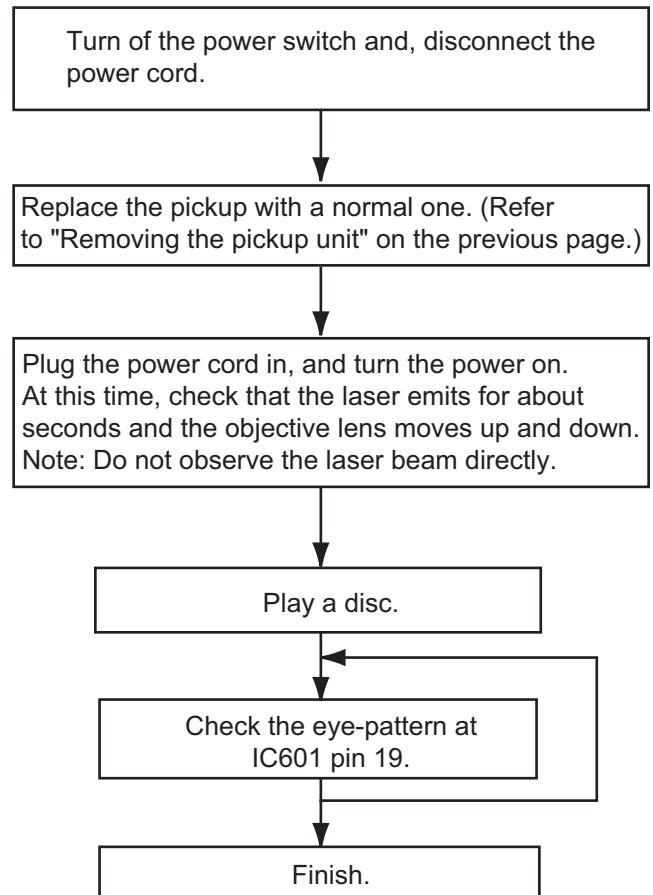 Turn of the power switch and, disconnect the
power cord.
Replace the pickup with a normal one. (Refer
to "Removing the pickup unit" on the previous page.)
Plug the power cord in, and turn the power on.
At this time, check that the laser emits for about
seconds and the objective lens moves up and down.
Note: Do not observe the laser beam directly.
Play a disc.
Check the eye-pattern at
IC601 pin 19.
Finish.